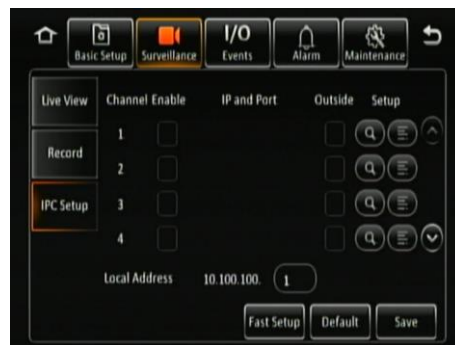 Basic Setup
Surveillance
I/O
Events
Alarm
Maintenance
Live View
Record
IPC Setup
Channel Enable IP and Port Outside Setup
1
2
3
4
Local Address 10.100.100. 1
Fast Setup Default Save